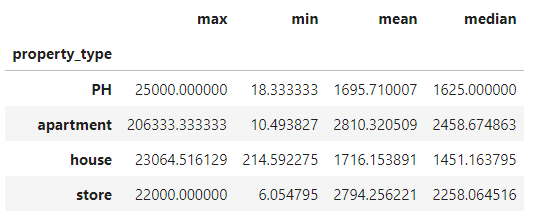 max min mean median
property_type
PH 25000.000000 18.333333 1695.710007 1625.000000
apartment 206333.333333 10.493827 2810.320509 2458.674863
house 23064.516129 214.592275 1716.153891 1451.163795
store 22000.000000 6.054795 2794.256221 2258.064516